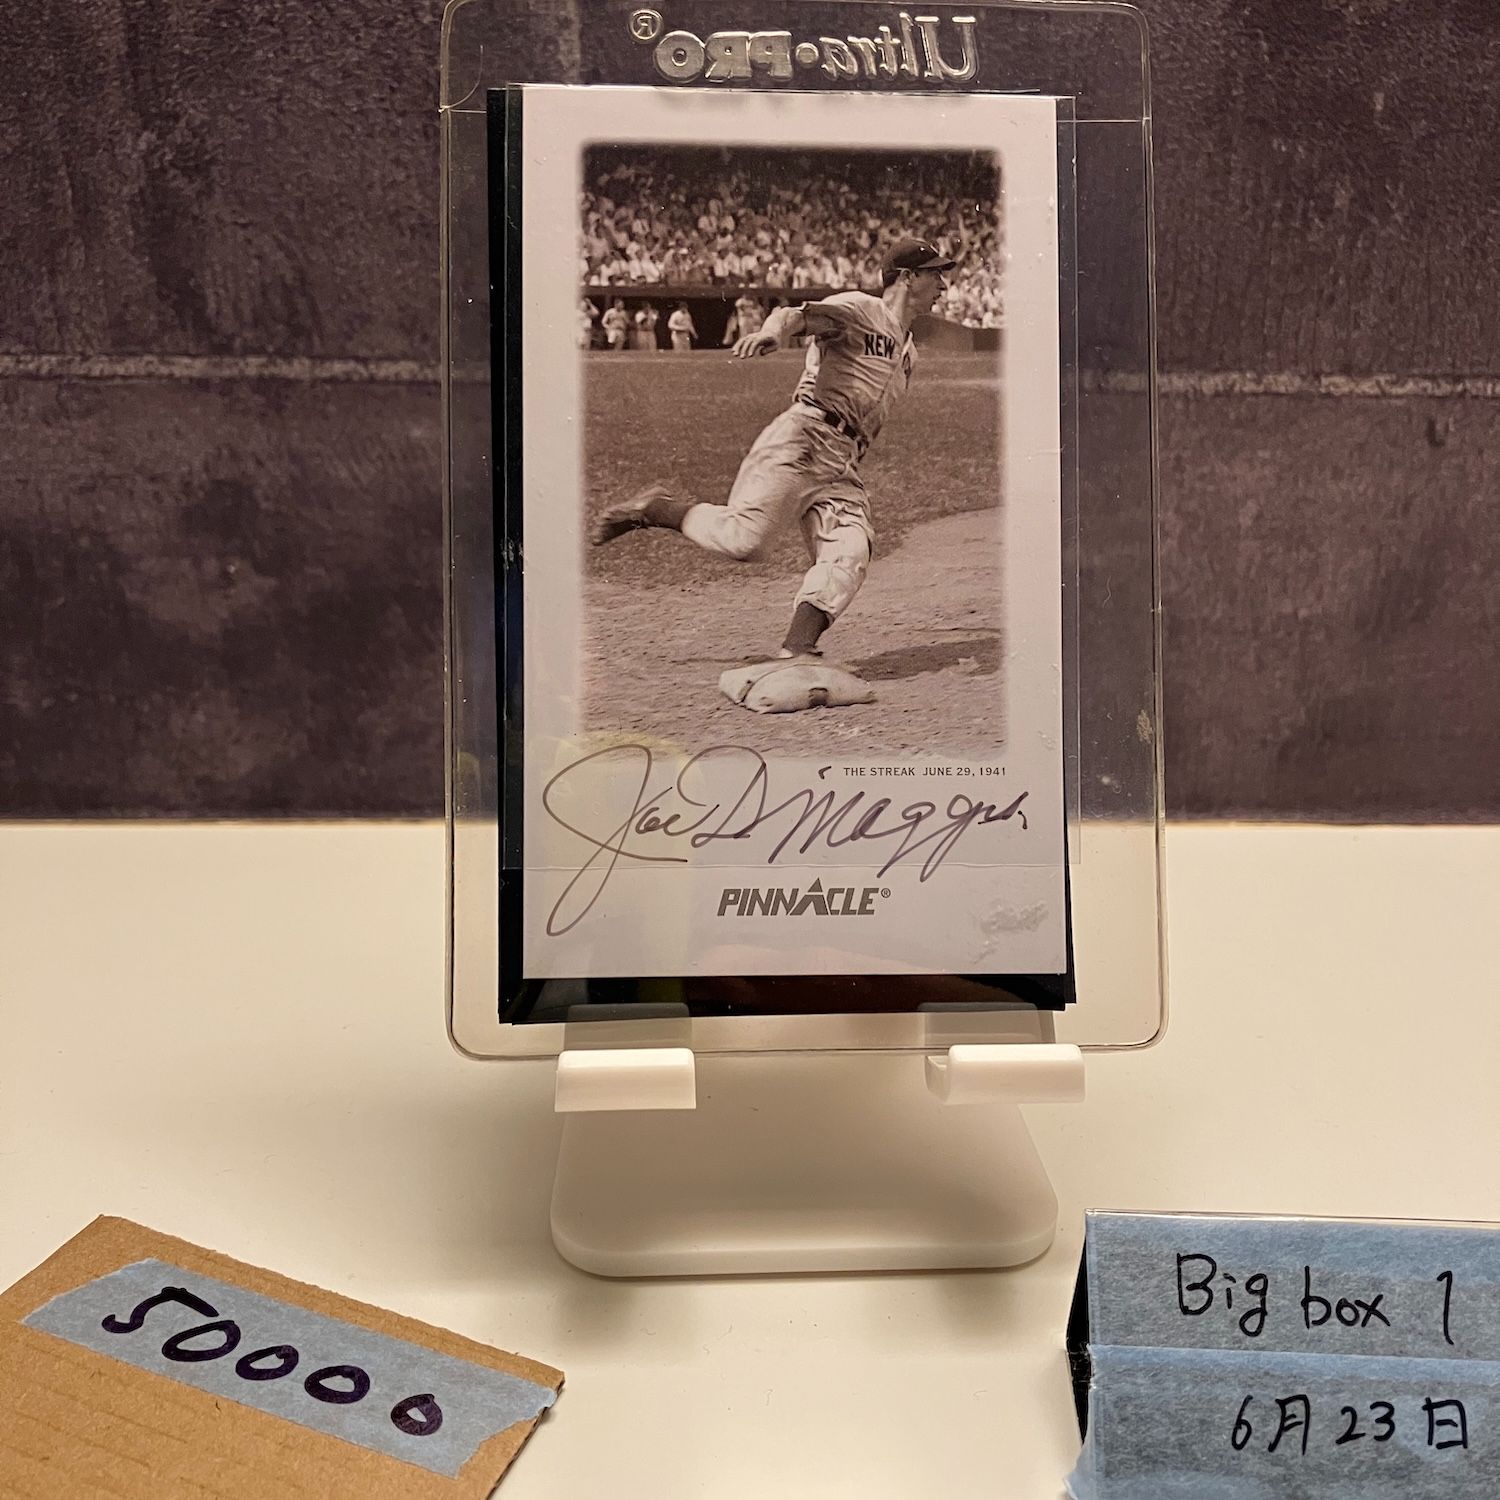 Ultra•PRO®
NEW
THE STREAK JUNE 29, 1941
Joe DiMaggio
PINNACLE®
50000
Big box 1
6月23日